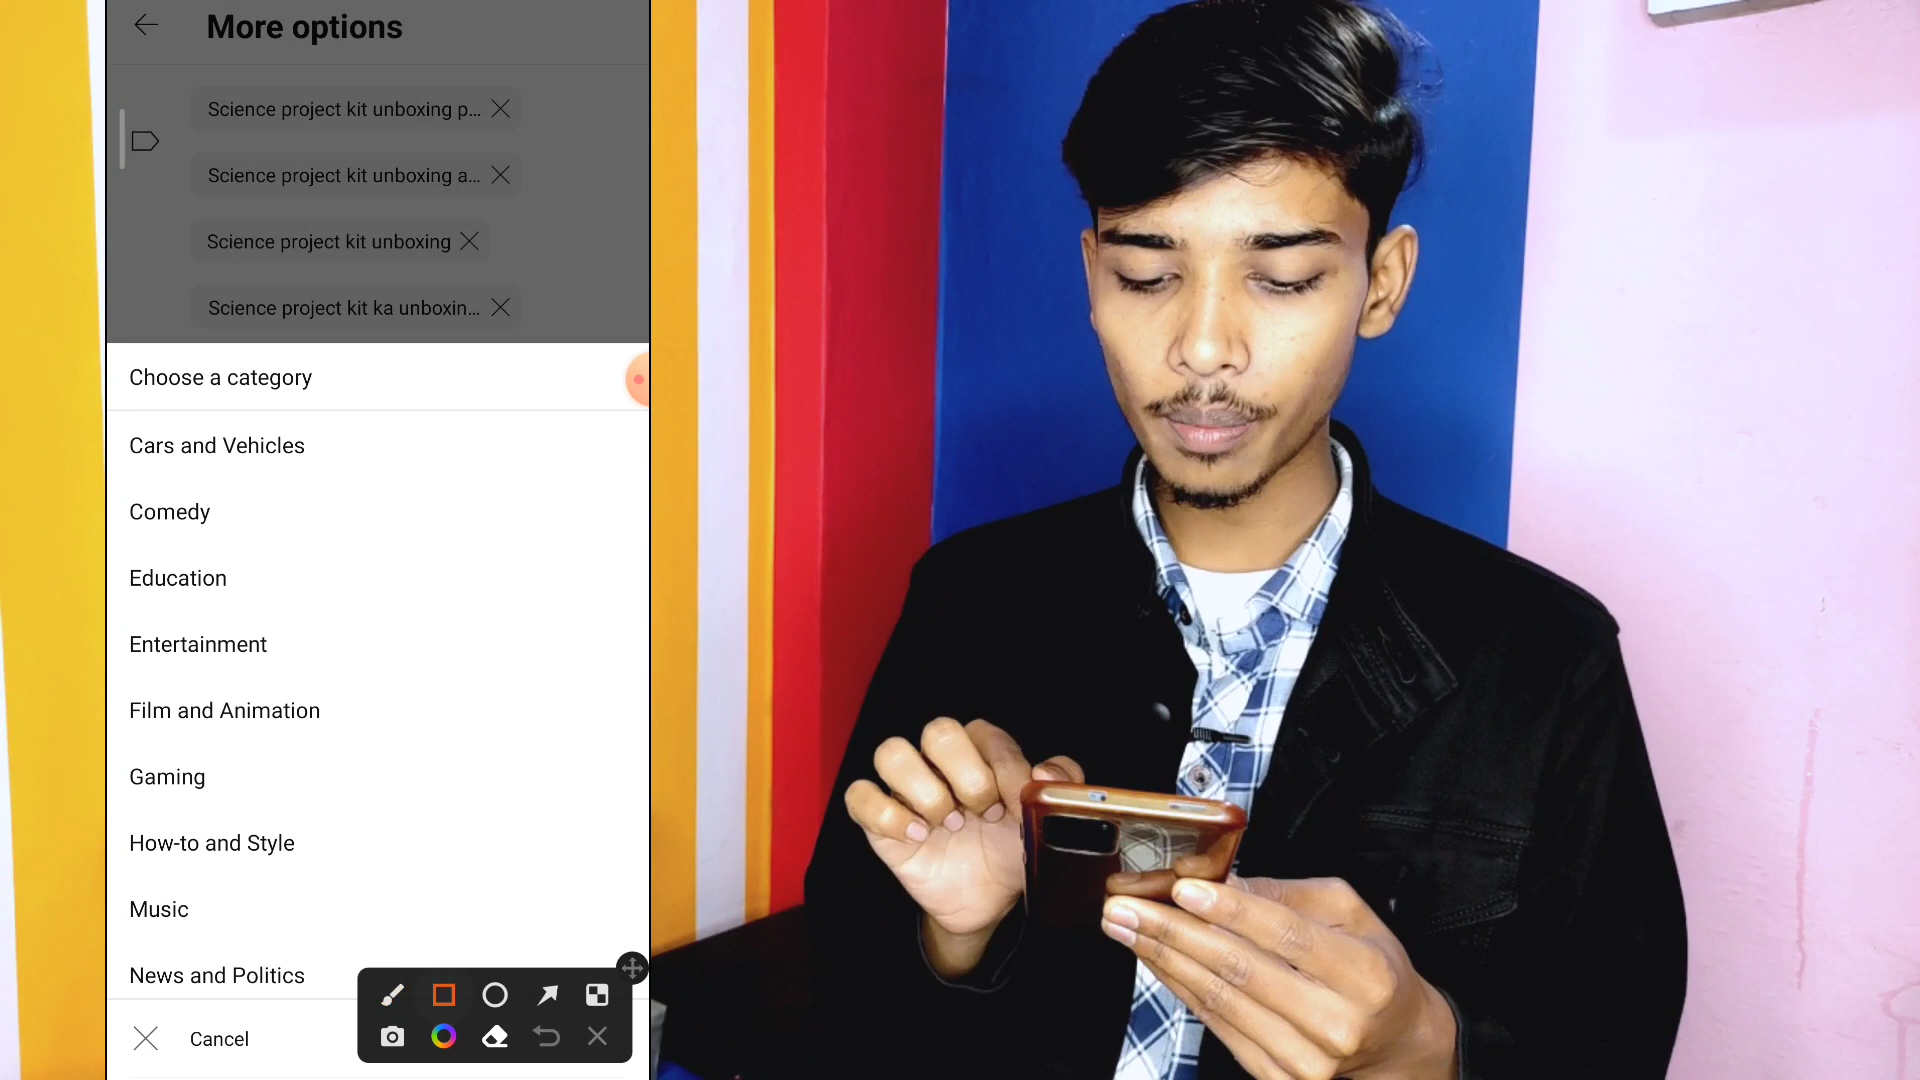 More options
Science project kit unboxing p...
Science project kit unboxing a...
Science project kit unboxing
Science project kit ka unboxin...
Choose a category
Cars and Vehicles
Comedy
Education
Entertainment
Film and Animation
Gaming
How-to and Style
Music
News and Politics
Cancel